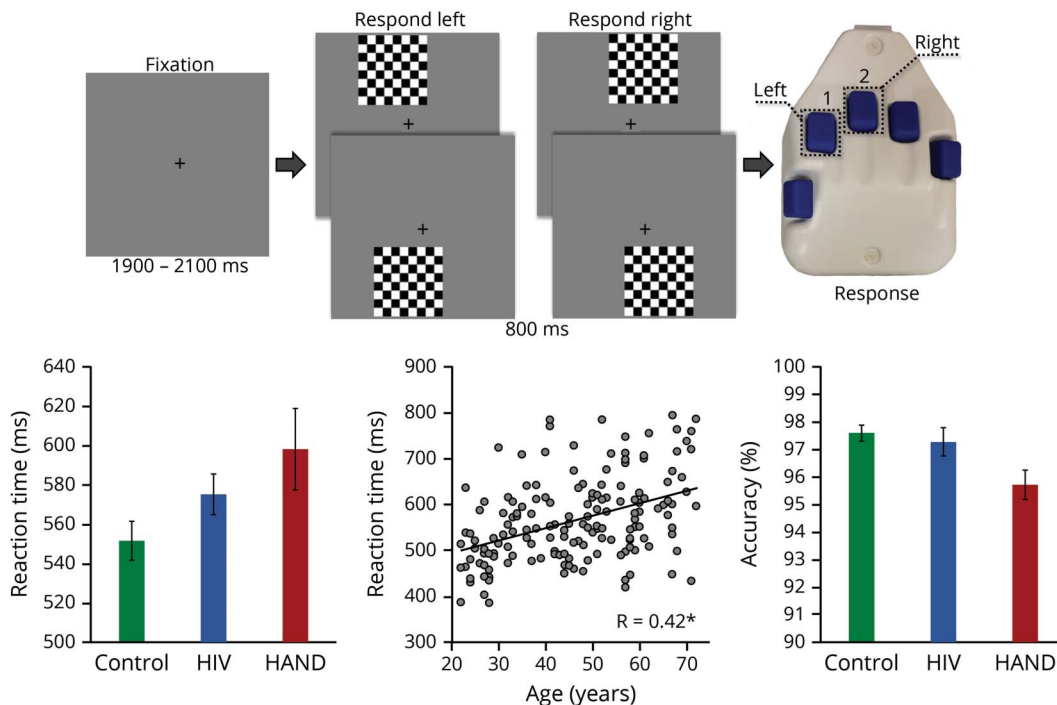 Fixation
+
1900 – 2100 ms
Respond left
+
+
Respond right
+
+
800 ms
Left
1
2
Right
Response
Reaction time (ms)
640
620
600
580
560
540
520
500
Control HIV HAND
Reaction time (ms)
900
800
700
600
500
400
300
R = 0.42*
20 30 40 50 60 70
Age (years)
Accuracy (%)
100
99
98
97
96
95
94
93
92
91
90
Control HIV HAND